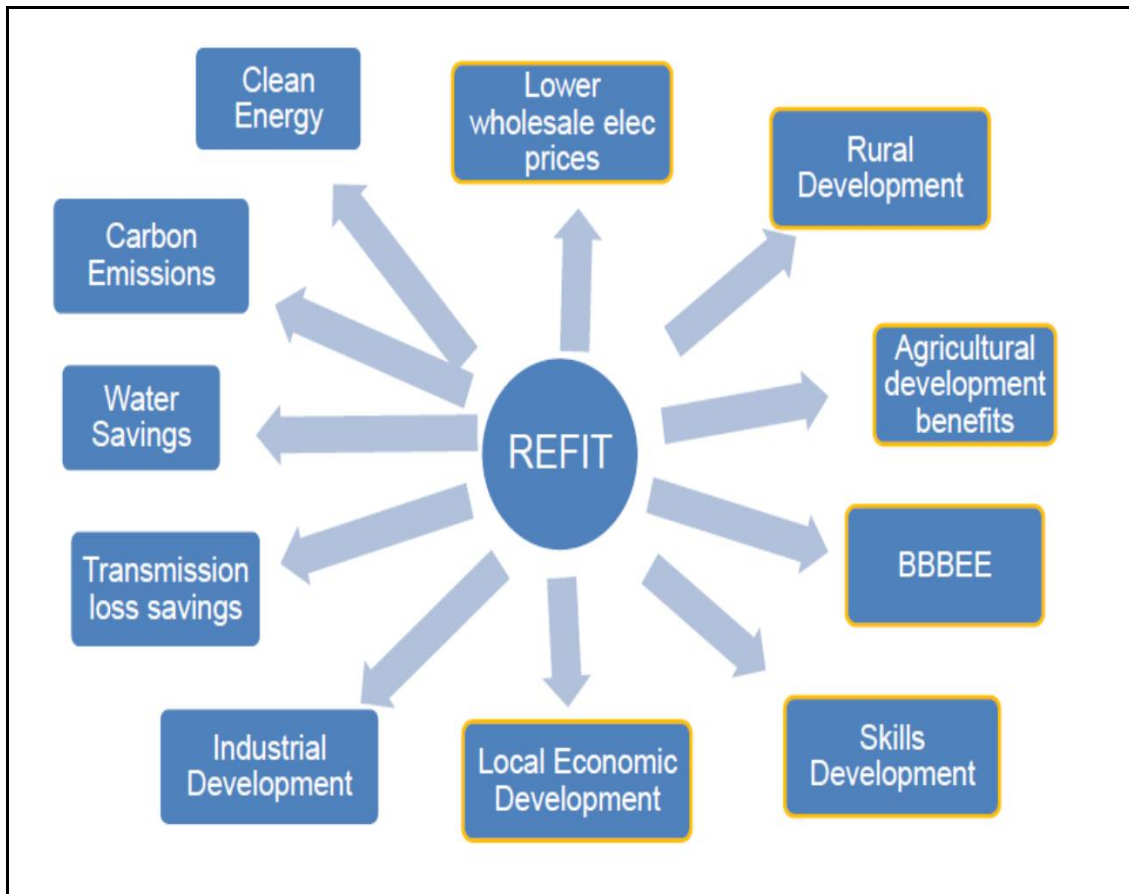 Clean
Energy
Lower
wholesale elec
prices
Rural
Development
Carbon
Emissions
Agricultural
development
benefits
Water
Savings
REFIT
BBBEE
Transmission
loss savings
Industrial
Development
Local Economic
Development
Skills
Development